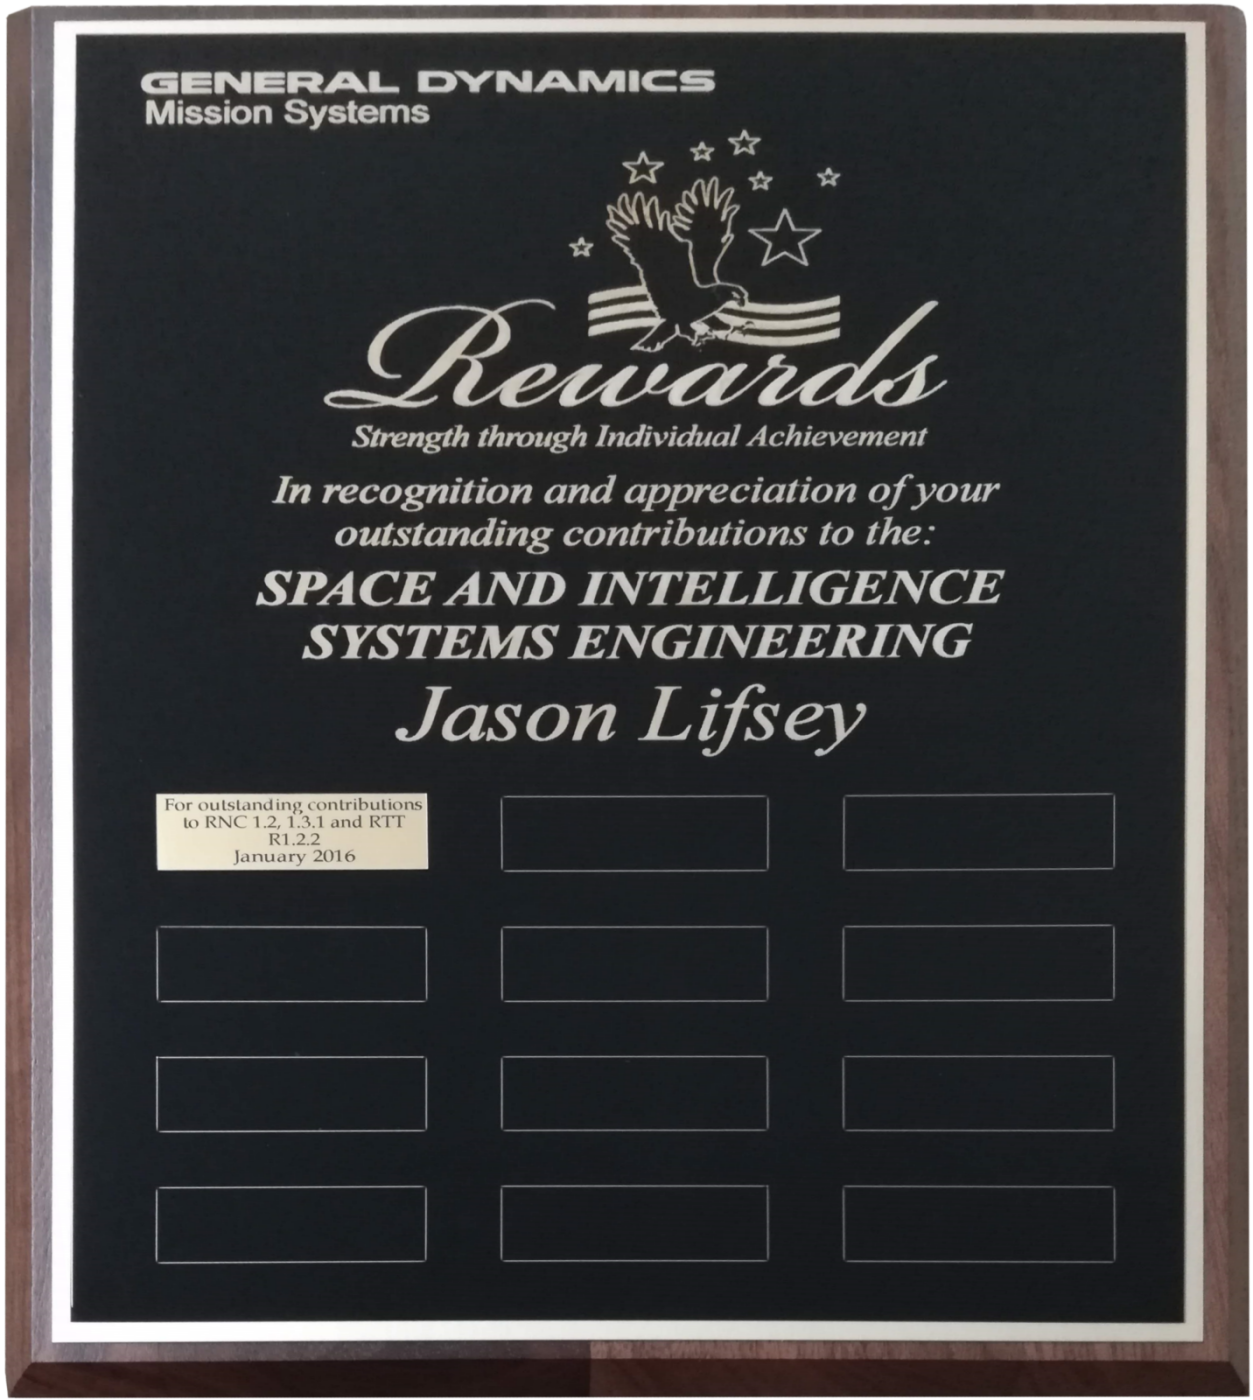 GENERAL DYNAMICS
Mission Systems
Rewards
Strength through Individual Achievement
In recognition and appreciation of your
outstanding contributions to the:
SPACE AND INTELLIGENCE
SYSTEMS ENGINEERING
Jason Lifsey
For outstanding contributions
to RNC 1.2, 1.3.1 and RTT
R1.2.2
January 2016